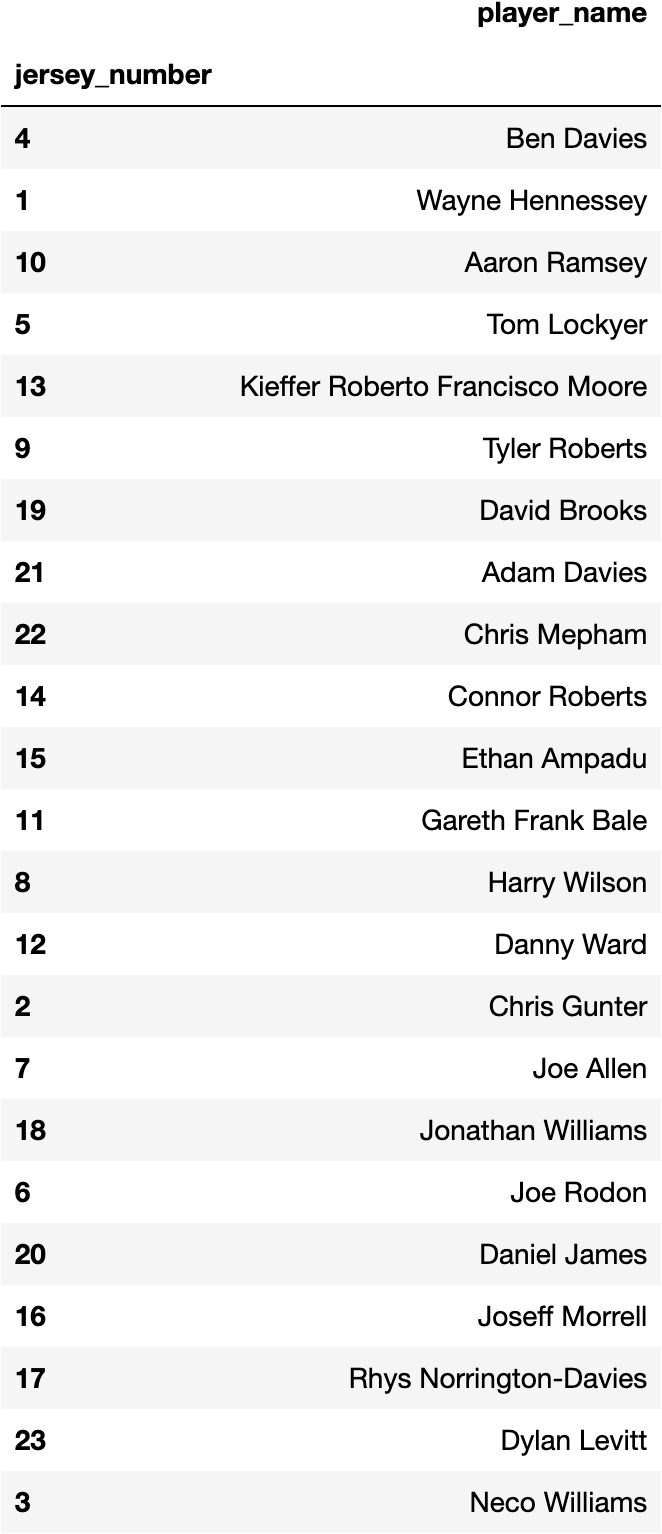 player_name
jersey_number
4 Ben Davies
1 Wayne Hennessey
10 Aaron Ramsey
5 Tom Lockyer
13 Kieffer Roberto Francisco Moore
9 Tyler Roberts
19 David Brooks
21 Adam Davies
22 Chris Mepham
14 Connor Roberts
15 Ethan Ampadu
11 Gareth Frank Bale
8 Harry Wilson
12 Danny Ward
2 Chris Gunter
7 Joe Allen
18 Jonathan Williams
6 Joe Rodon
20 Daniel James
16 Joseff Morrell
17 Rhys Norrington-Davies
23 Dylan Levitt
3 Neco Williams